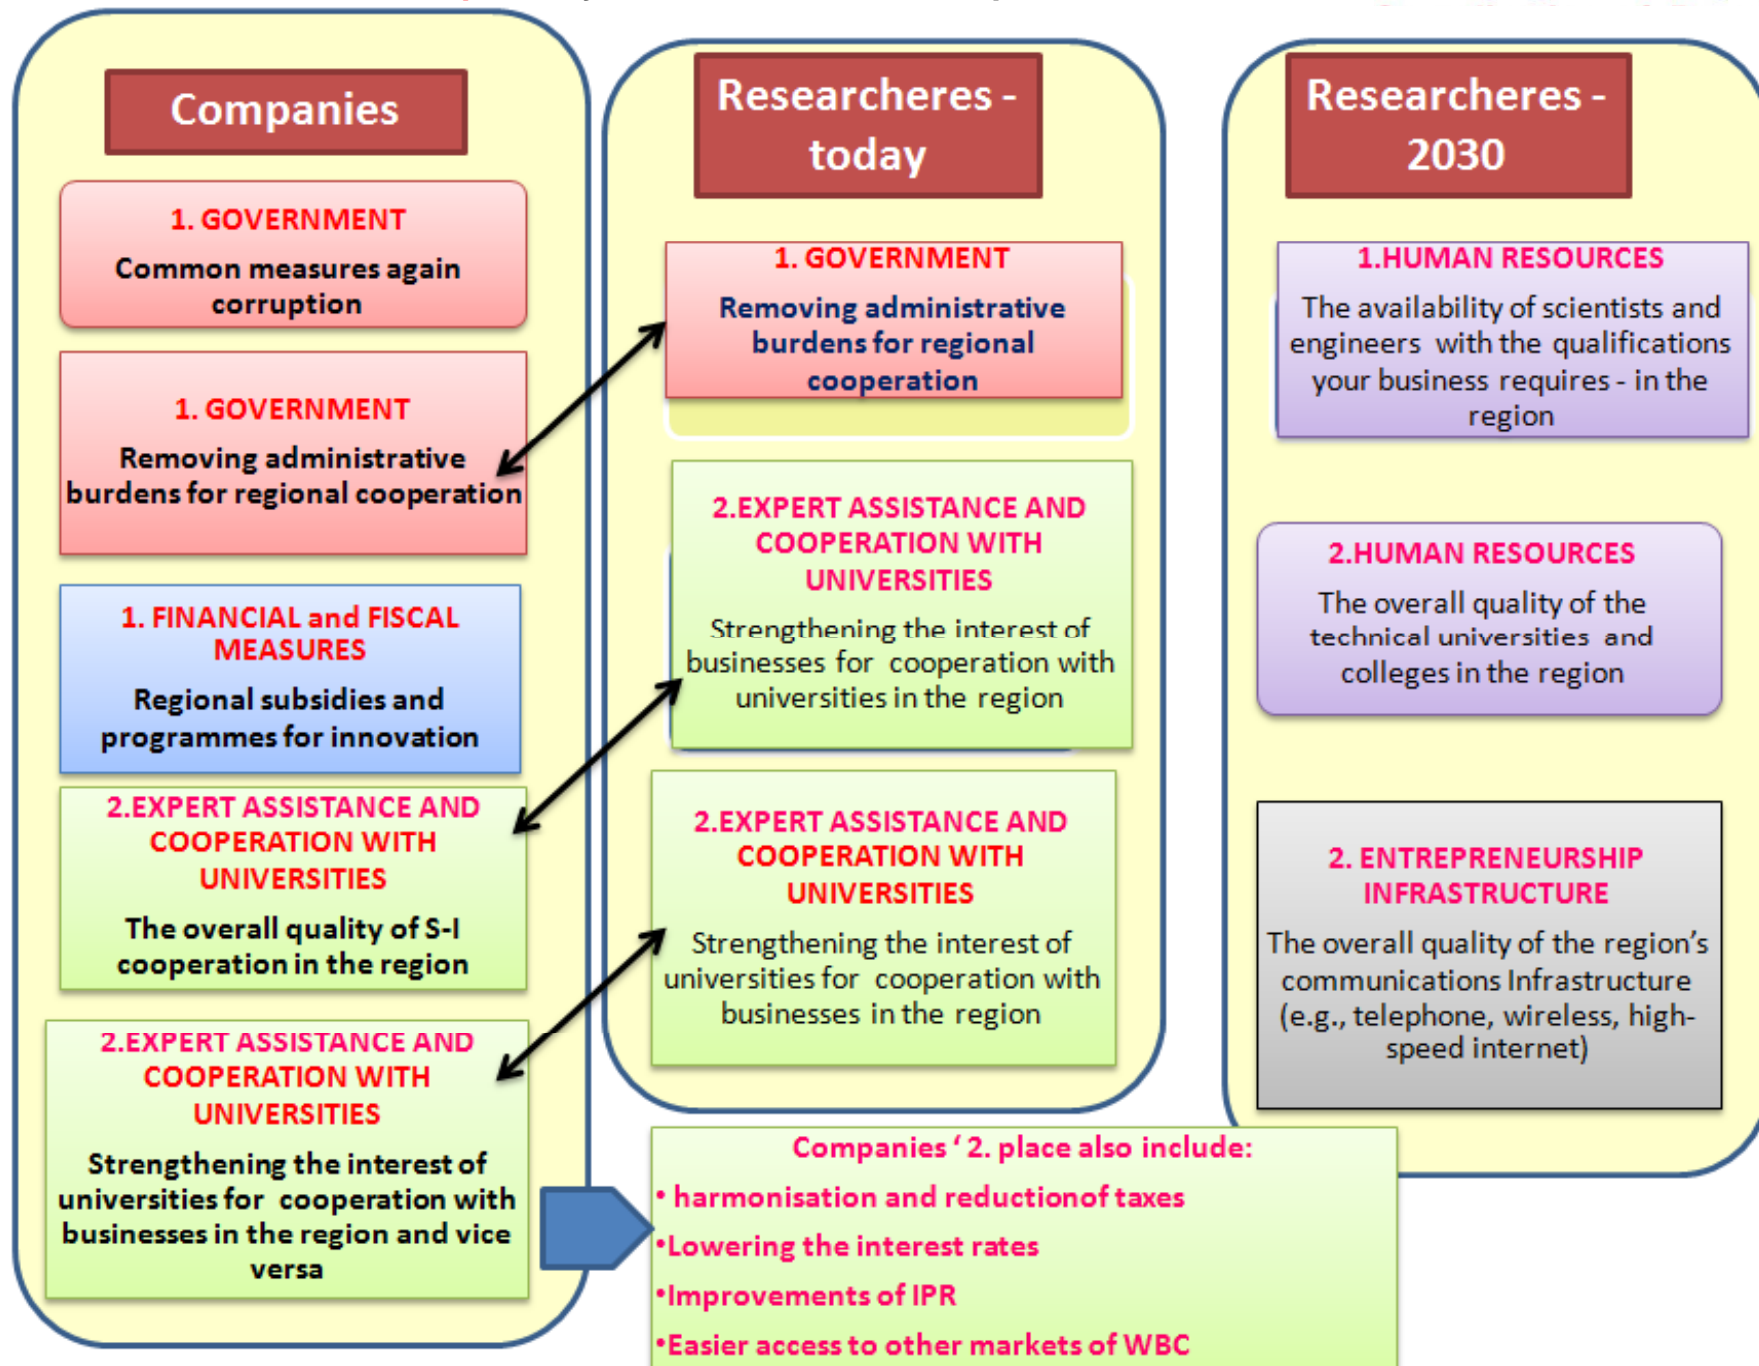 Companies
1. GOVERNMENT
Common measures again
corruption
1. GOVERNMENT
Removing administrative
burdens for regional cooperation
1. FINANCIAL and FISCAL
MEASURES
Regional subsidies and
programmes for innovation
2.EXPERT ASSISTANCE AND
COOPERATION WITH
UNIVERSITIES
The overall quality of S-I
cooperation in the region
2.EXPERT ASSISTANCE AND
COOPERATION WITH
UNIVERSITIES
Strengthening the interest of
universities for cooperation with
businesses in the region and vice
versa
Researcheres -
today
1. GOVERNMENT
Removing administrative
burdens for regional
cooperation
2.EXPERT ASSISTANCE AND
COOPERATION WITH
UNIVERSITIES
Strengthening the interest of
businesses for cooperation with
universities in the region
2.EXPERT ASSISTANCE AND
COOPERATION WITH
UNIVERSITIES
Strengthening the interest of
universities for cooperation with
businesses in the region
Researcheres -
2030
1.HUMAN RESOURCES
The availability of scientists and
engineers with the qualifications
your business requires - in the
region
2.HUMAN RESOURCES
The overall quality of the
technical universities and
colleges in the region
2. ENTREPRENEURSHIP
INFRASTRUCTURE
The overall quality of the region's
communications Infrastructure
(e.g., telephone, wireless, high-
speed internet)
Companies ‘ 2. place also include:
• harmonisation and reductionof taxes
•Lowering the interest rates
•Improvements of IPR
•Easier access to other markets of WBC